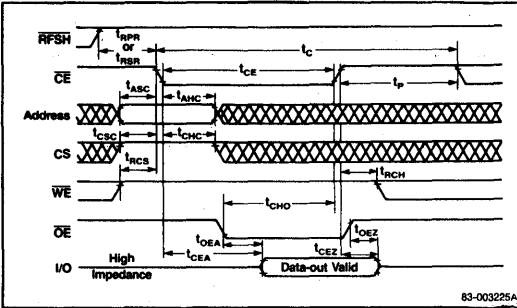 RFSH
tRPR
or
tRSR
tC
CE
tCE
tP
tASC
tAHC
Address
tCSC
tCHC
CS
tRCS
tRCH
WE
tCHO
OE
tOEA
tOEZ
tCEA
tCEZ
I/O
High
Impedance
Data-out Valid
83-003225A